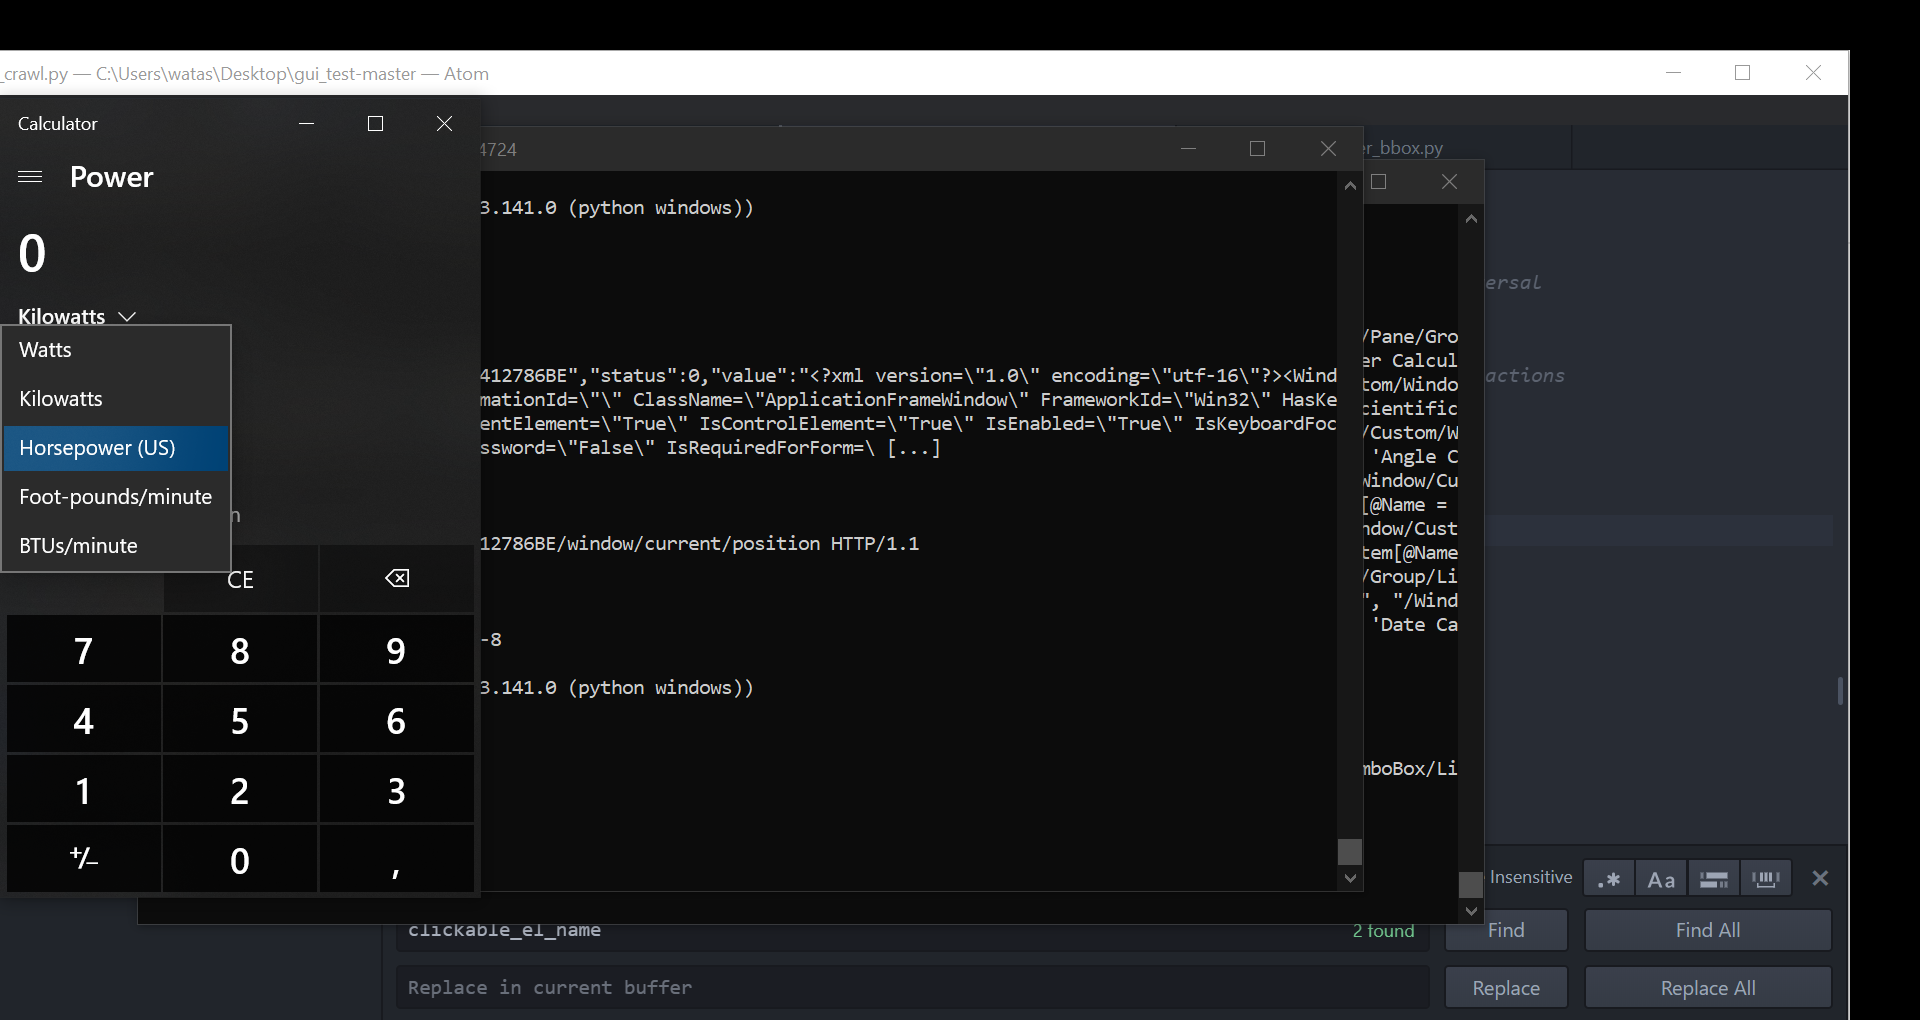 _crawl.py — C:\Users\watas\Desktop\gui_test-master — Atom
Calculator
Power
0
Kilowatts
Watts
Kilowatts
Horsepower (US)
Foot-pounds/minute
BTUs/minute
n
CE
7 8 9
4 5 6
1 2 3
+/− 0 ,
4724
3.141.0 (python windows))
412786BE","status":0,"value":"<?xml version=\"1.0\" encoding=\"utf-16\"?><Wind
mationId=\"\" ClassName=\"ApplicationFrameWindow\" FrameworkId=\"Win32\" HasKe
entElement=\"True\" IsControlElement=\"True\" IsEnabled=\"True\" IsKeyboardFoc
ssword=\"False\" IsRequiredForForm=\ [...]
12786BE/window/current/position HTTP/1.1
-8
3.141.0 (python windows))
er_bbox.py
/Pane/Gro
er Calcul
tom/Windo
cientific
/Custom/W
'Angle C
Window/Cu
[@Name =
ndow/Cust
tem[@Name
/Group/Li
", "/Wind
'Date Ca
mboBox/Li
ersal
actions
Insensitive
.* Aa
clickable_el_name
2 found
Find
Find All
Replace in current buffer
Replace
Replace All